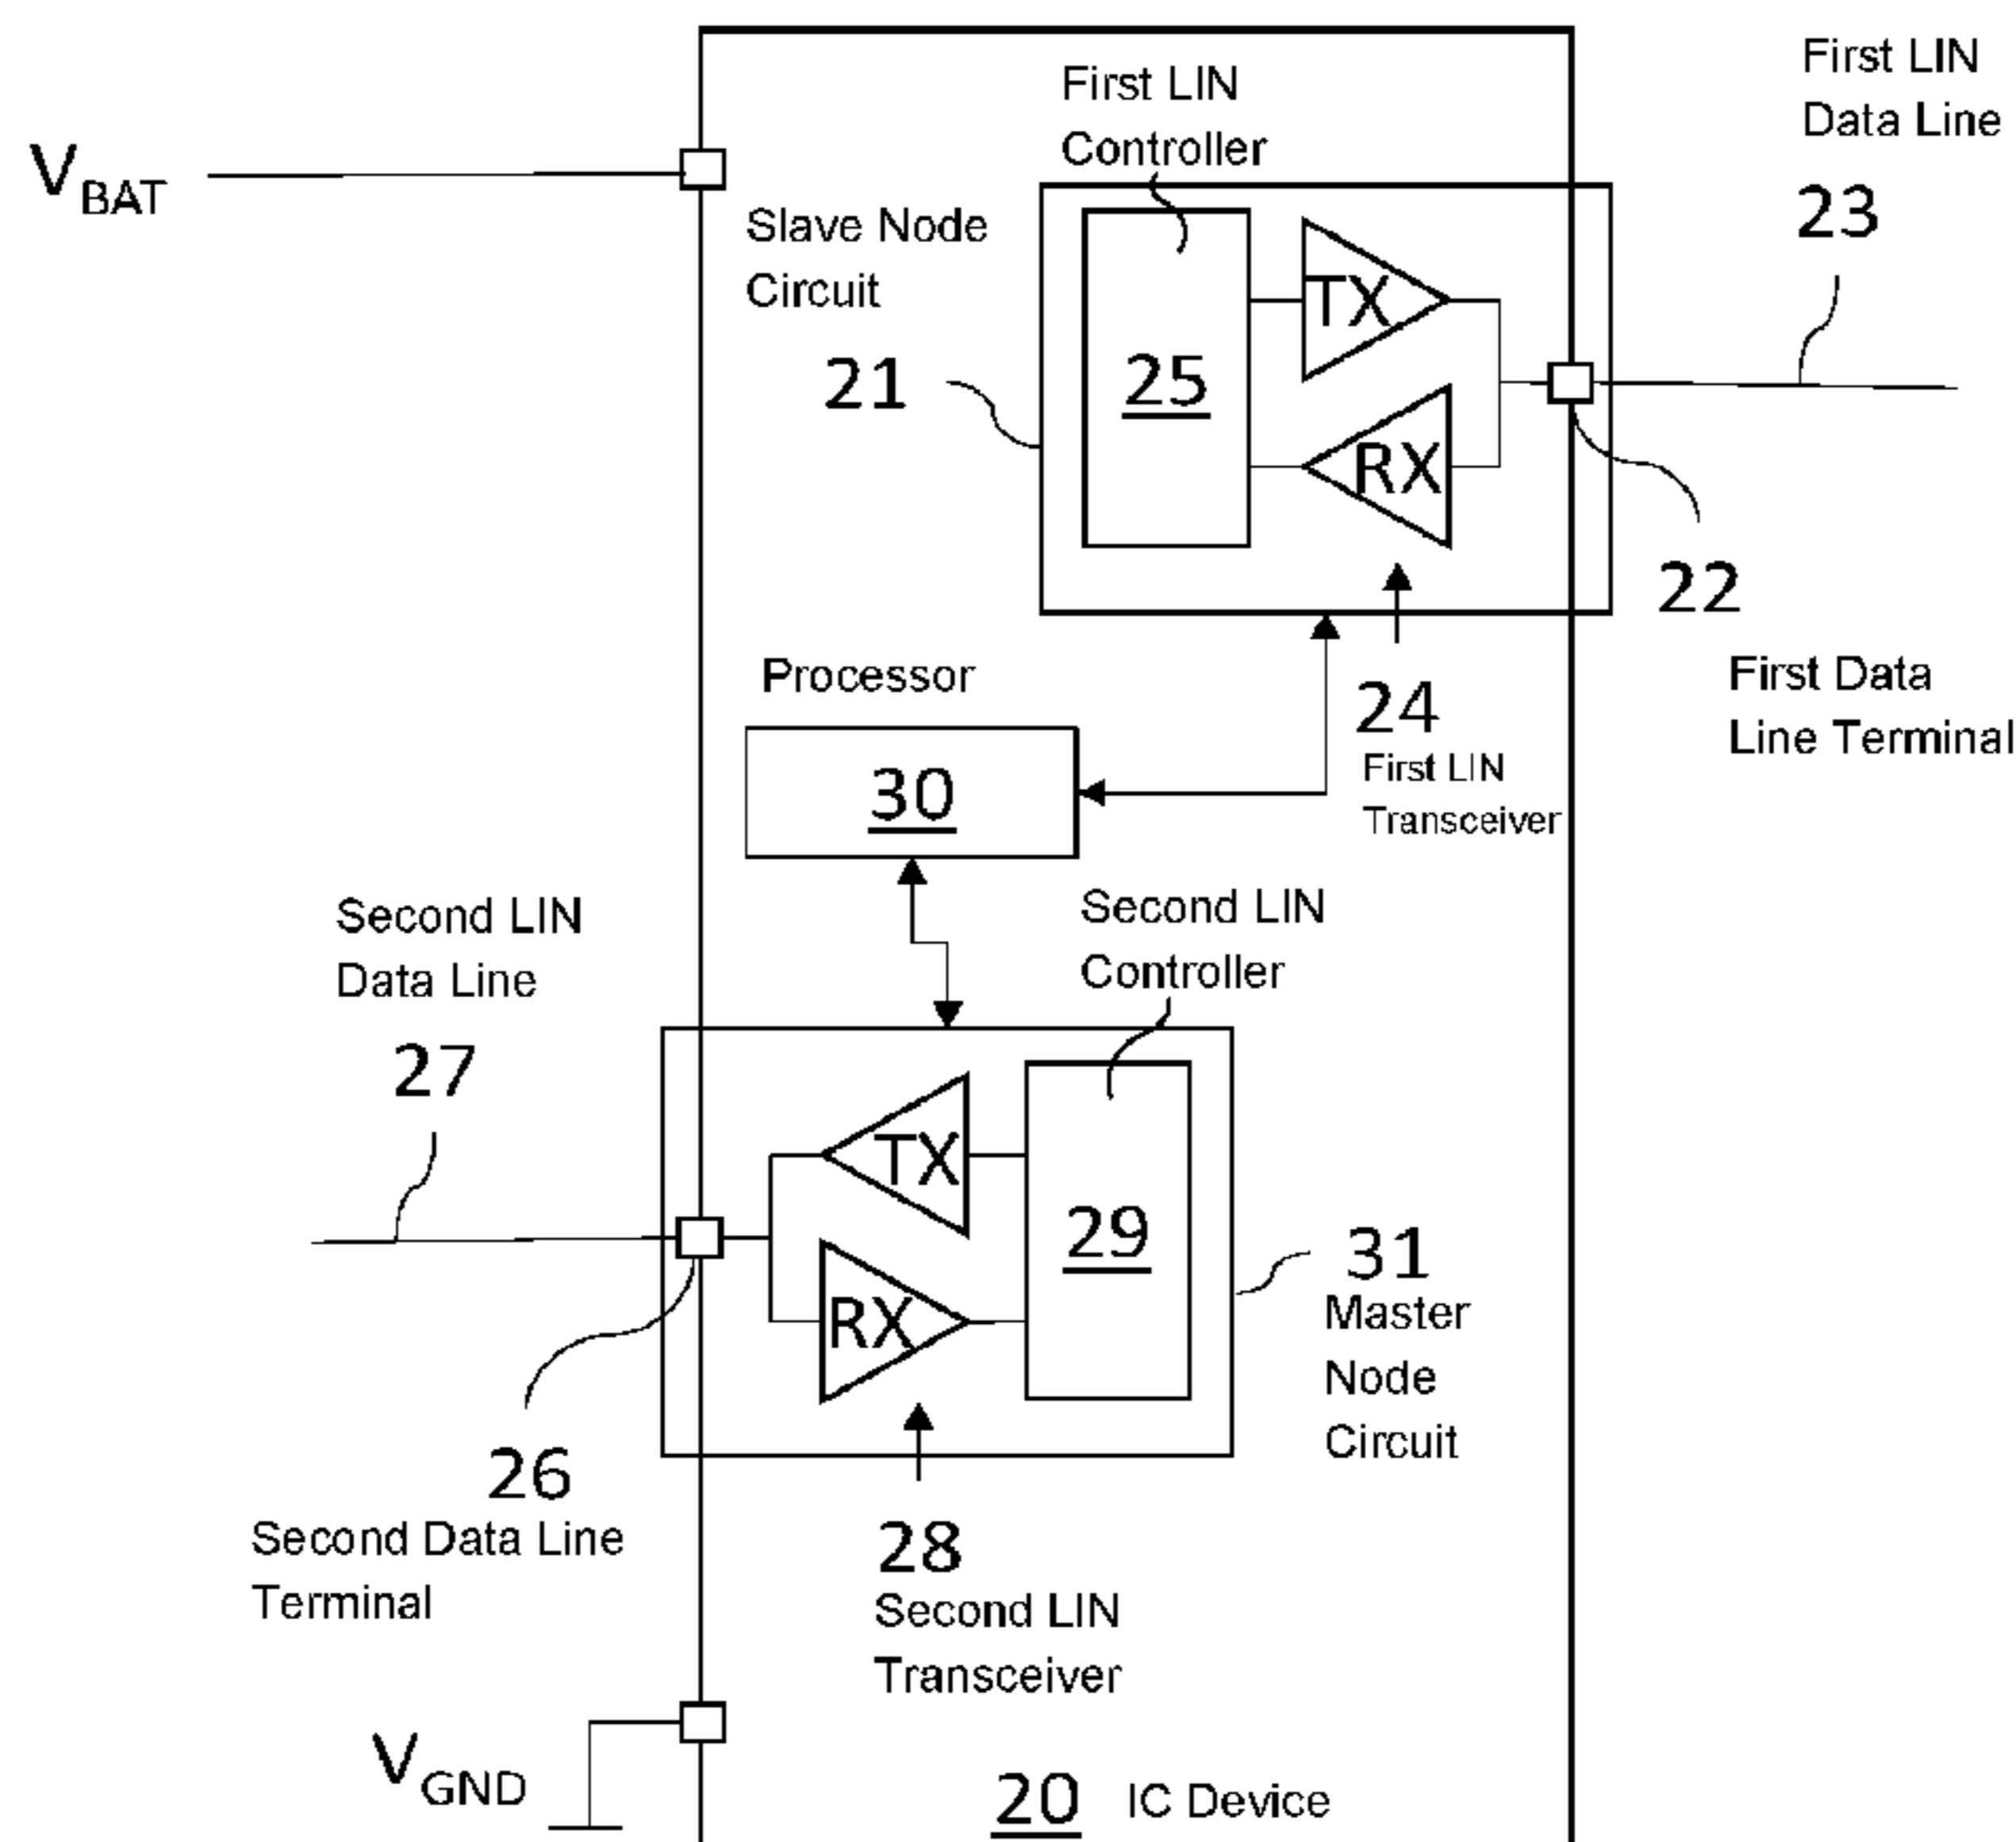 First LIN
Data Line
23
First LIN
Controller
V BAT
Slave Node
Circuit
21
TX
25
RX
22
First Data
Line Terminal
Processor
30
24
First LIN
Transceiver
Second LIN
Data Line
27
Second LIN
Controller
TX
29
RX
31
Master
Node
Circuit
26
Second Data Line
Terminal
28
Second LIN
Transceiver
V GND
20 IC Device